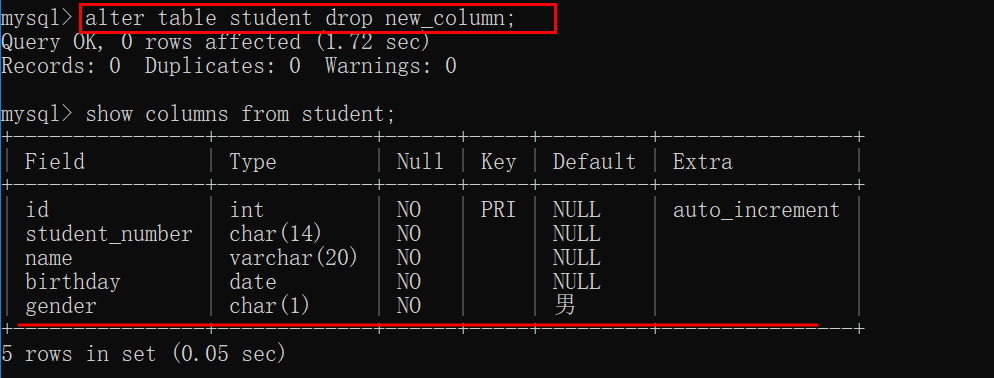 mysql> alter table student drop new_column;
Query OK, 0 rows affected (1.72 sec)
Records: 0  Duplicates: 0  Warnings: 0
mysql> show columns from student;
+----------------+-------------+------+-----+---------+----------------+
| Field          | Type        | Null | Key | Default | Extra          |
+----------------+-------------+------+-----+---------+----------------+
| id             | int         | NO   | PRI | NULL    | auto_increment |
| student_number | char(14)    | NO   |     | NULL    |                |
| name           | varchar(20) | NO   |     | NULL    |                |
| birthday       | date        | NO   |     | NULL    |                |
| gender         | char(1)     | NO   |     | 男      |                |
+----------------+-------------+------+-----+---------+----------------+
5 rows in set (0.05 sec)